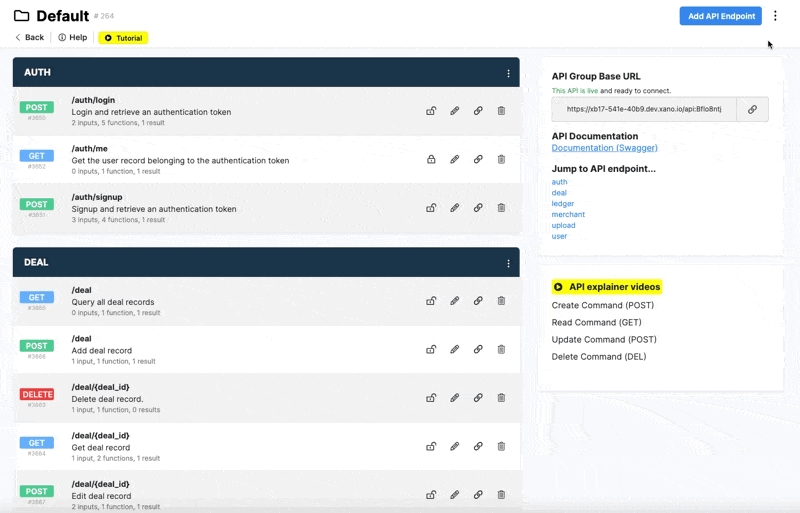 Default # 264
Add API Endpoint
Back
Help
Tutorial
AUTH
POST
#3650
/auth/login
Login and retrieve an authentication token
2 inputs, 5 functions, 1 result
GET
#3652
/auth/me
Get the user record belonging to the authentication token
0 inputs, 1 function, 1 result
POST
/auth/signup
Signup and retrieve an authentication token
3 inputs, 4 functions, 1 result
DEAL
GET
/deal
Query all deal records
0 inputs, 1 function, 1 result
POST
#3668
/deal
Add deal record
1 input, 1 function, 1 result
DELETE
/deal/{deal_id}
Delete deal record.
1 input, 1 function, 0 results
GET
#3664
/deal/{deal_id}
Get deal record
1 input, 2 functions, 1 result
POST
#3667
/deal/{deal_id}
Edit deal record
2 inputs, 1 function, 1 result
API Group Base URL
This API is live and ready to connect.
https://xb17-541e-40b9.dev.xano.io/api:Bflo8ntj
API Documentation
Documentation (Swagger)
Jump to API endpoint...
auth
deal
ledger
merchant
upload
user
API explainer videos
Create Command (POST)
Read Command (GET)
Update Command (POST)
Delete Command (DEL)